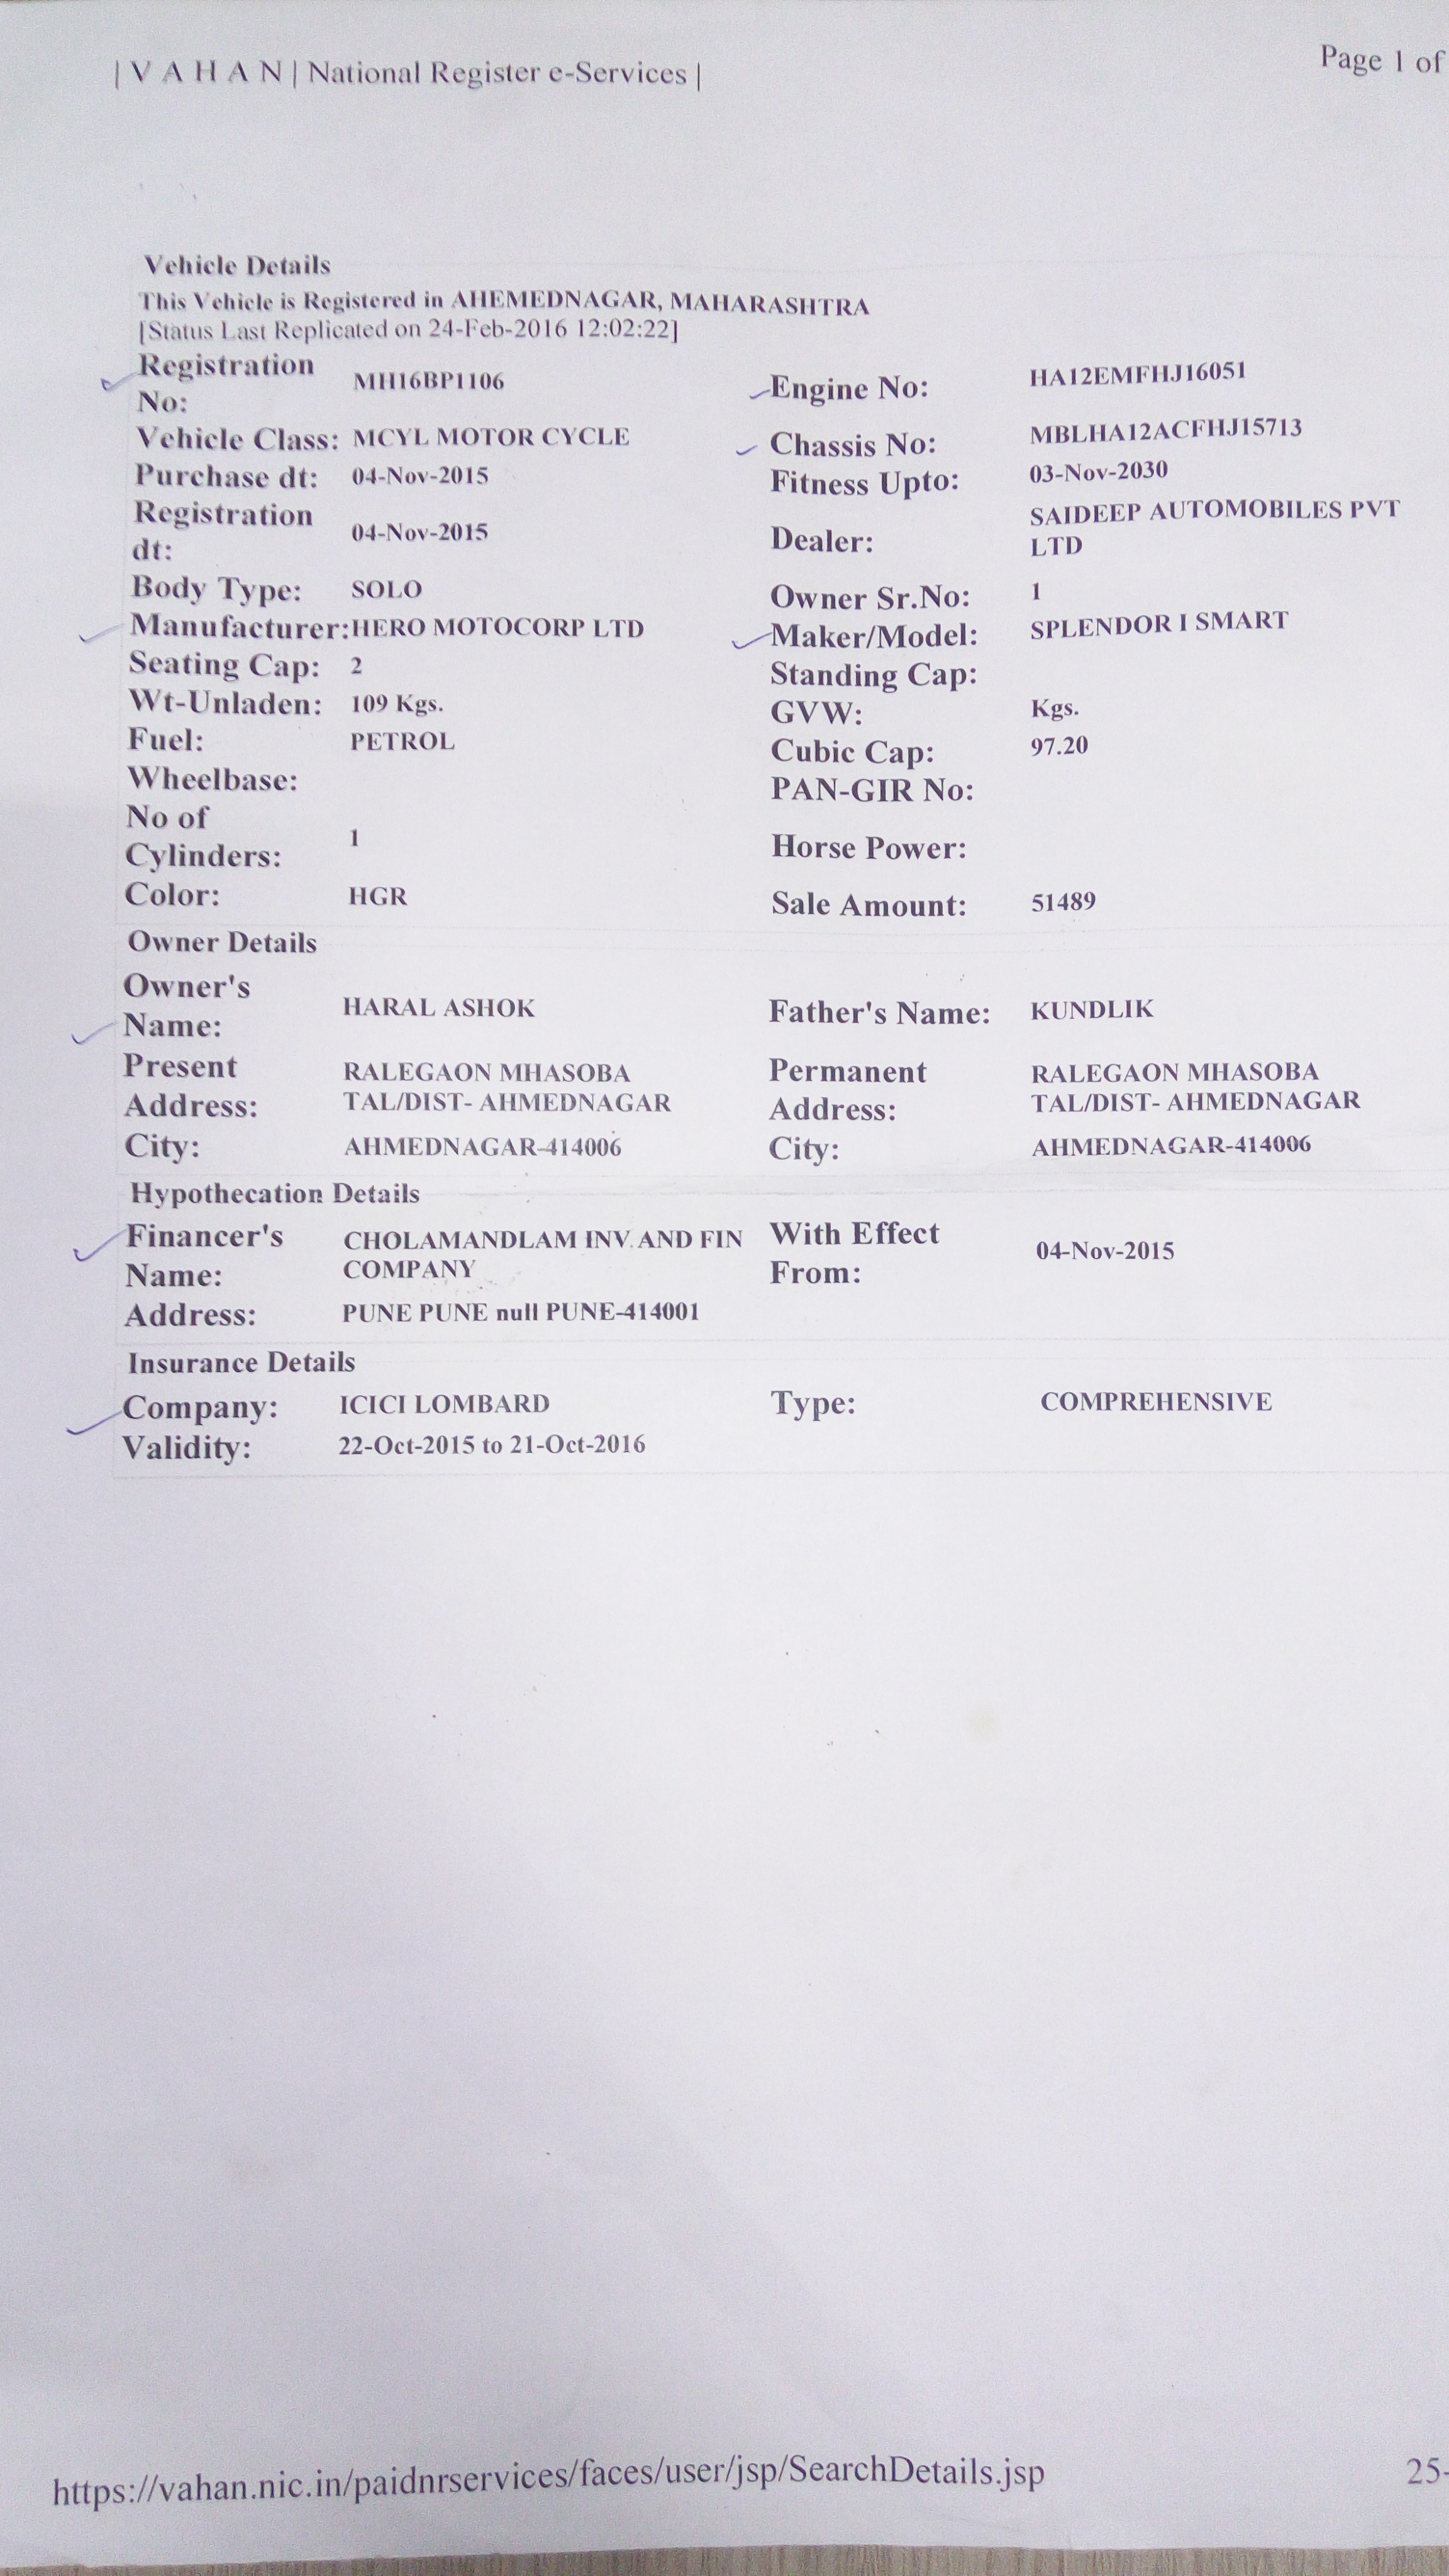 | V A H A N | National Register e-Services |
Page 1 of
Vehicle Details
This Vehicle is Registered in AHEMEDNAGAR, MAHARASHTRA
[Status Last Replicated on 24-Feb-2016 12:02:22]
Registration No: MH16BP1106 Engine No: HA12EMFHJ16051
Vehicle Class: MCYL MOTOR CYCLE Chassis No: MBLHA12ACFHJ15713
Purchase dt: 04-Nov-2015 Fitness Upto: 03-Nov-2030
Registration dt: 04-Nov-2015 Dealer: SAIDEEP AUTOMOBILES PVT LTD
Body Type: SOLO Owner Sr.No: 1
Manufacturer: HERO MOTOCORP LTD Maker/Model: SPLENDOR I SMART
Seating Cap: 2 Standing Cap:
Wt-Unladen: 109 Kgs. GVW: Kgs.
Fuel: PETROL Cubic Cap: 97.20
Wheelbase: PAN-GIR No:
No of Cylinders: 1 Horse Power:
Color: HGR Sale Amount: 51489
Owner Details
Owner's Name: HARAL ASHOK Father's Name: KUNDLIK
Present Address: RALEGAON MHASOBA TAL/DIST- AHMEDNAGAR Permanent Address: RALEGAON MHASOBA TAL/DIST- AHMEDNAGAR
City: AHMEDNAGAR-414006 City: AHMEDNAGAR-414006
Hypothecation Details
Financer's Name: CHOLAMANDLAM INV. AND FIN COMPANY With Effect From: 04-Nov-2015
Address: PUNE PUNE null PUNE-414001
Insurance Details
Company: ICICI LOMBARD Type: COMPREHENSIVE
Validity: 22-Oct-2015 to 21-Oct-2016
https://vahan.nic.in/paidnrservices/faces/user/jsp/SearchDetails.jsp
25-